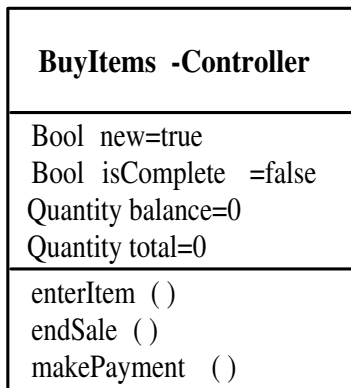 BuyItems -Controller
Bool new=true
Bool isComplete =false
Quantity balance=0
Quantity total=0
enterItem ( )
endSale ( )
makePayment ( )